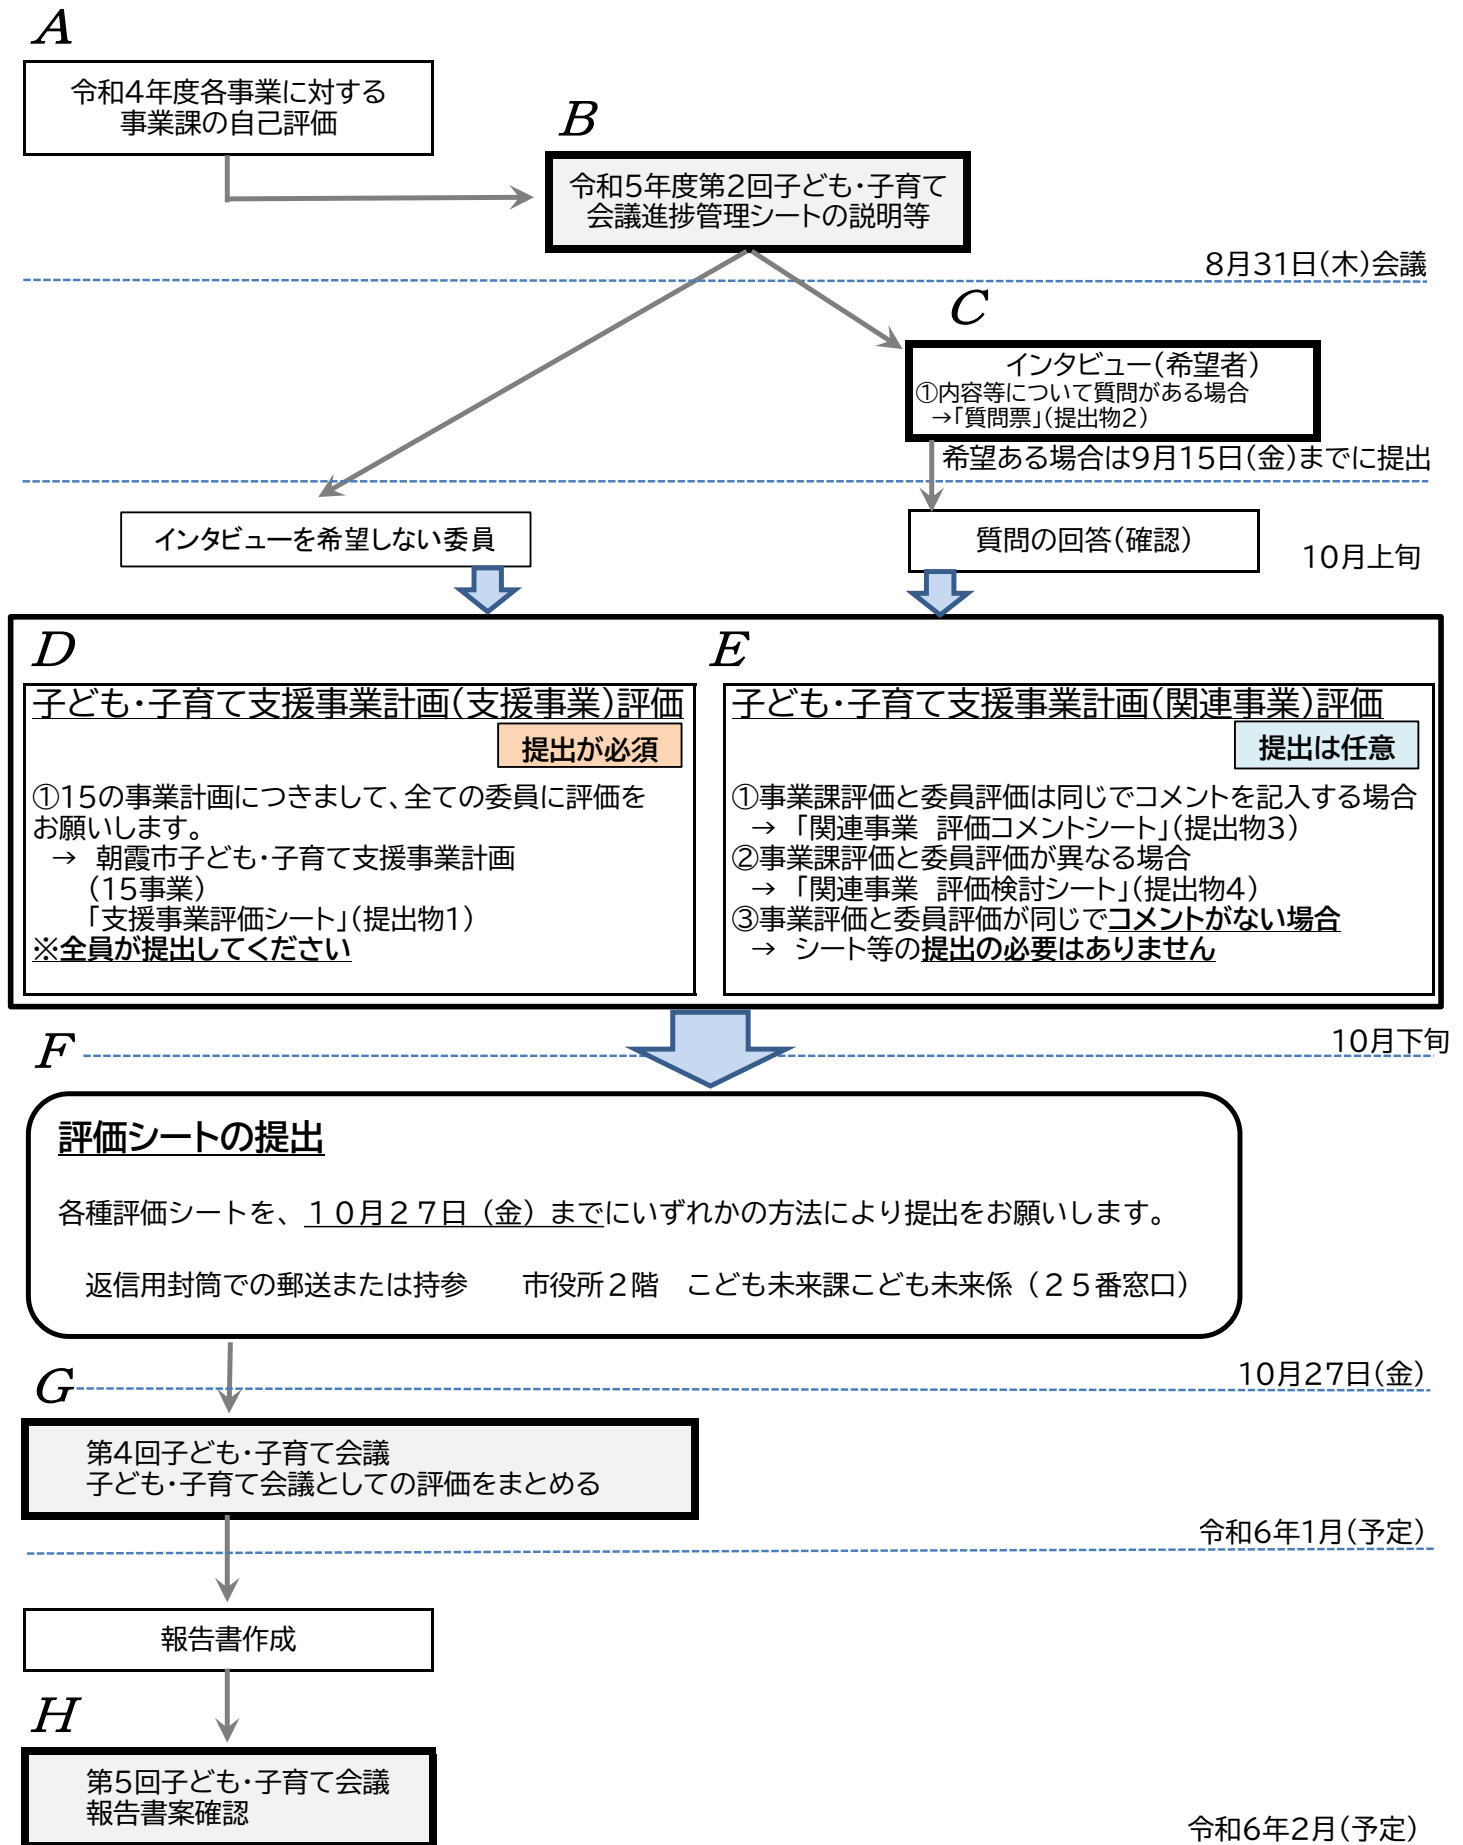 A
令和4年度各事業に対する
事業課の自己評価
B
令和5年度第2回子ども・子育て
会議進捗管理シートの説明等
8月31日(木)会議
C
インタビュー(希望者)
①内容等について質問がある場合
→「質問票」(提出物2)
希望ある場合は9月15日(金)までに提出
インタビューを希望しない委員
質問の回答(確認)
10月上旬
D
子ども・子育て支援事業計画(支援事業)評価
提出が必須
①15の事業計画につきまして、全ての委員に評価を
お願いします。
→ 朝霞市子ども・子育て支援事業計画
(15事業)
「支援事業評価シート」(提出物1)
※全員が提出してください
E
子ども・子育て支援事業計画(関連事業)評価
提出は任意
①事業課評価と委員評価は同じでコメントを記入する場合
→ 「関連事業 評価コメントシート」(提出物3)
②事業課評価と委員評価が異なる場合
→ 「関連事業 評価検討シート」(提出物4)
③事業評価と委員評価が同じでコメントがない場合
→ シート等の提出の必要はありません
F
10月下旬
評価シートの提出
各種評価シートを、10月27日(金)までにいずれかの方法により提出をお願いします。
返信用封筒での郵送または持参 市役所2階 こども未来課こども未来係(25番窓口)
G
10月27日(金)
第4回子ども・子育て会議
子ども・子育て会議としての評価をまとめる
令和6年1月(予定)
報告書作成
H
第5回子ども・子育て会議
報告書案確認
令和6年2月(予定)